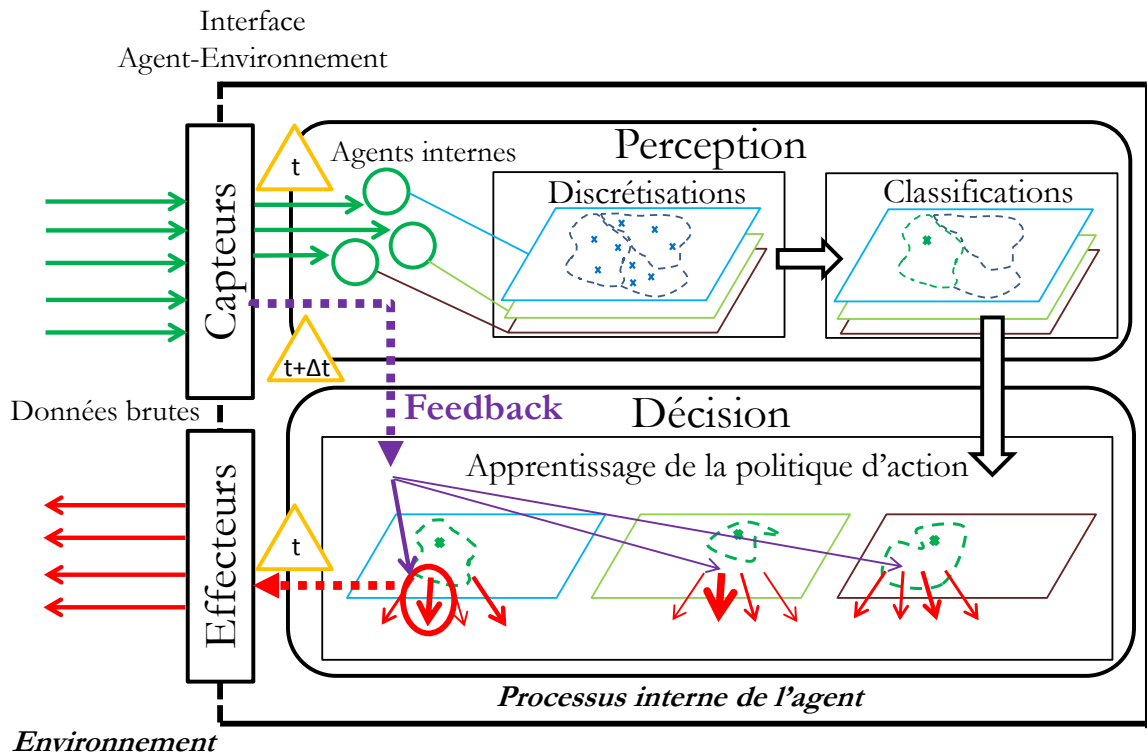 Interface
Agent-Environnement
Capteurs
t
Agents internes
Perception
Discrétisations
Classifications
t+Δt
Données brutes
Feedback
Décision
Apprentissage de la politique d'action
Effecteurs
t
Processus interne de l'agent
Environnement